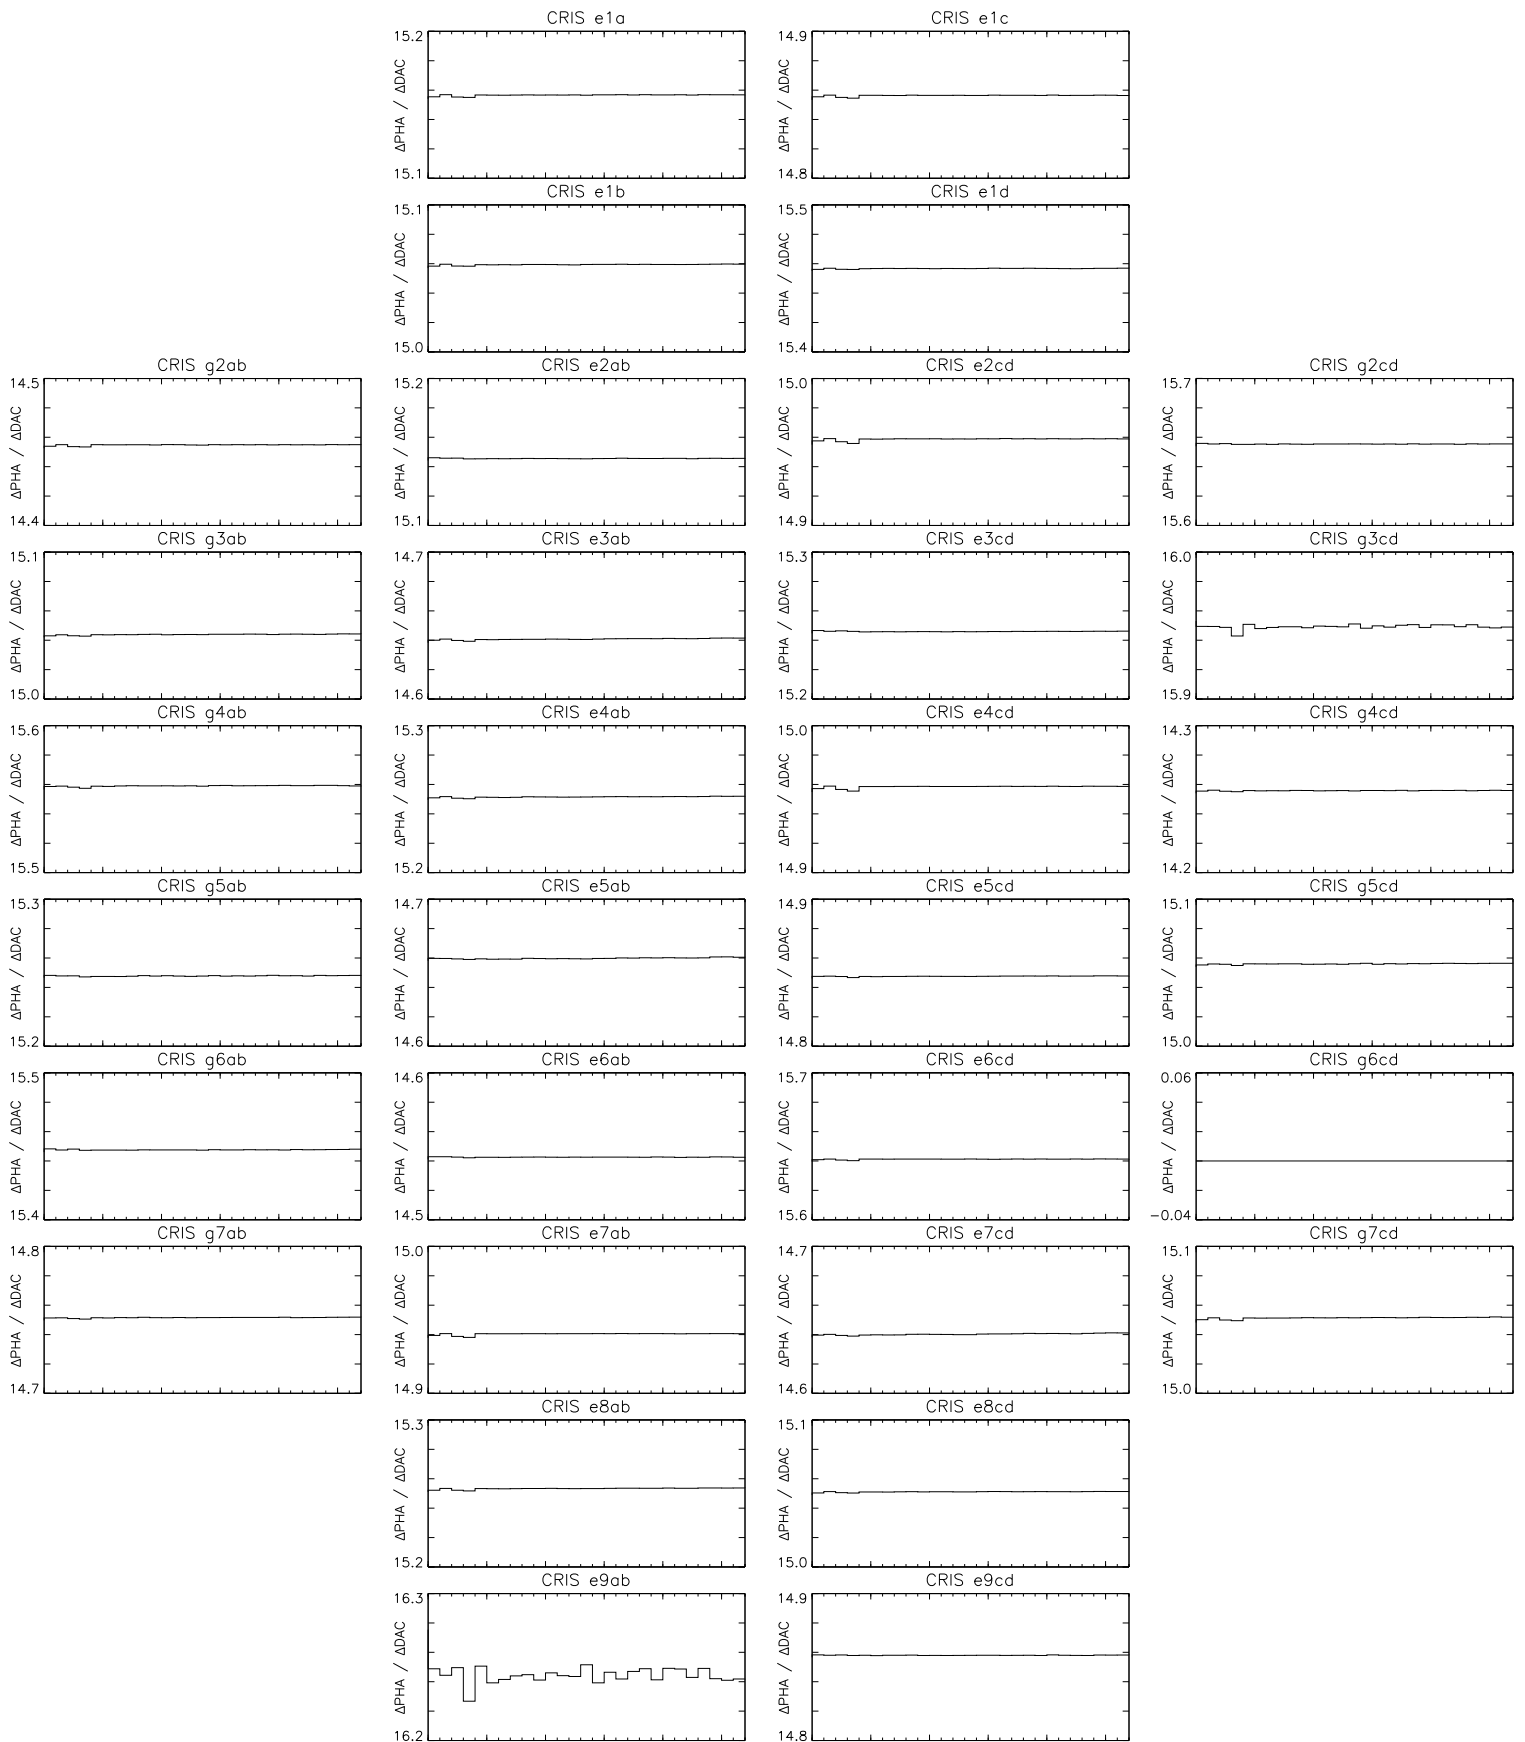 CRIS e1a
15.2
ΔPHA / ΔDAC
15.1
CRIS e1c
14.9
ΔPHA / ΔDAC
14.8
CRIS e1b
15.1
ΔPHA / ΔDAC
15.0
CRIS e1d
15.5
ΔPHA / ΔDAC
15.4
CRIS g2ab
14.5
ΔPHA / ΔDAC
14.4
CRIS e2ab
15.2
ΔPHA / ΔDAC
15.1
CRIS e2cd
15.0
ΔPHA / ΔDAC
14.9
CRIS g2cd
15.7
ΔPHA / ΔDAC
15.6
CRIS g3ab
15.1
ΔPHA / ΔDAC
15.0
CRIS e3ab
14.7
ΔPHA / ΔDAC
14.6
CRIS e3cd
15.3
ΔPHA / ΔDAC
15.2
CRIS g3cd
16.0
ΔPHA / ΔDAC
15.9
CRIS g4ab
15.6
ΔPHA / ΔDAC
15.5
CRIS e4ab
15.3
ΔPHA / ΔDAC
15.2
CRIS e4cd
15.0
ΔPHA / ΔDAC
14.9
CRIS g4cd
14.3
ΔPHA / ΔDAC
14.2
CRIS g5ab
15.3
ΔPHA / ΔDAC
15.2
CRIS e5ab
14.7
ΔPHA / ΔDAC
14.6
CRIS e5cd
14.9
ΔPHA / ΔDAC
14.8
CRIS g5cd
15.1
ΔPHA / ΔDAC
15.0
CRIS g6ab
15.5
ΔPHA / ΔDAC
15.4
CRIS e6ab
14.6
ΔPHA / ΔDAC
14.5
CRIS e6cd
15.7
ΔPHA / ΔDAC
15.6
CRIS g6cd
0.06
ΔPHA / ΔDAC
−0.04
CRIS g7ab
14.8
ΔPHA / ΔDAC
14.7
CRIS e7ab
15.0
ΔPHA / ΔDAC
14.9
CRIS e7cd
14.7
ΔPHA / ΔDAC
14.6
CRIS g7cd
15.1
ΔPHA / ΔDAC
15.0
CRIS e8ab
15.3
ΔPHA / ΔDAC
15.2
CRIS e8cd
15.1
ΔPHA / ΔDAC
15.0
CRIS e9ab
16.3
ΔPHA / ΔDAC
16.2
CRIS e9cd
14.9
ΔPHA / ΔDAC
14.8